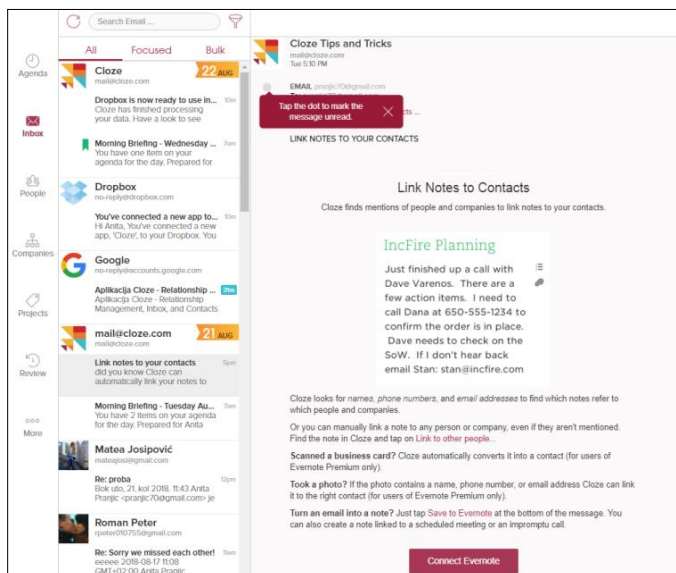 Search Email ...
All Focused Bulk
Agenda
Inbox
People
Companies
Projects
Review
More
Cloze
mail@cloze.com
22 AUG
Dropbox is now ready to use in... 10m
Cloze has finished processing
your data. Have a look to see
Morning Briefing - Wednesday ... 7am
You have one item on your
agenda for the day. Prepared for
Dropbox
no-reply@dropbox.com
You've connected a new app to... 10m
Hi Anita, You've connected a new
app, 'Cloze', to your Dropbox. You
Google
no-reply@accounts.google.com
Aplikacija Cloze - Relationship ... 31m
Management, Inbox, and Contacts
mail@cloze.com
21 AUG
Link notes to your contacts 5pm
did you know Cloze can
automatically link your notes to
Morning Briefing - Tuesday Au... 7am
You have 2 items on your agenda
for the day. Prepared for Anita
Matea Josipović
mateajosi@gmail.com
Re: proba 12pm
Bok uto, 21. kol 2018. 11:43 Anita
Pranjic <pranjic70@gmail.com> je
Roman Peter
rpeter010755@gmail.com
Re: Sorry we missed each other! 11am
eeeee 2018-08-17 11:08
GMT+02:00 Anita Pranjic
Cloze Tips and Tricks
mail@cloze.com
Tue 5:10 PM
EMAIL pranjic70@gmail.com
Tap the dot to mark the
message unread.
LINK NOTES TO YOUR CONTACTS
Link Notes to Contacts
Cloze finds mentions of people and companies to link notes to your contacts.
IncFire Planning
Just finished up a call with
Dave Varenos. There are a
few action items. I need to
call Dana at 650-555-1234 to
confirm the order is in place.
Dave needs to check on the
SoW. If I don't hear back
email Stan: stan@incfire.com
Cloze looks for names, phone numbers, and email addresses to find which notes refer to
which people and companies.
Or you can manually link a note to any person or company, even if they aren't mentioned.
Find the note in Cloze and tap on Link to other people...
Scanned a business card? Cloze automatically converts it into a contact (for users of
Evernote Premium only).
Took a photo? If the photo contains a name, phone number, or email address Cloze can link
it to the right contact (for users of Evernote Premium only).
Turn an email into a note? Just tap Save to Evernote at the bottom of the message. You
can also create a note linked to a scheduled meeting or an impromptu call.
Connect Evernote